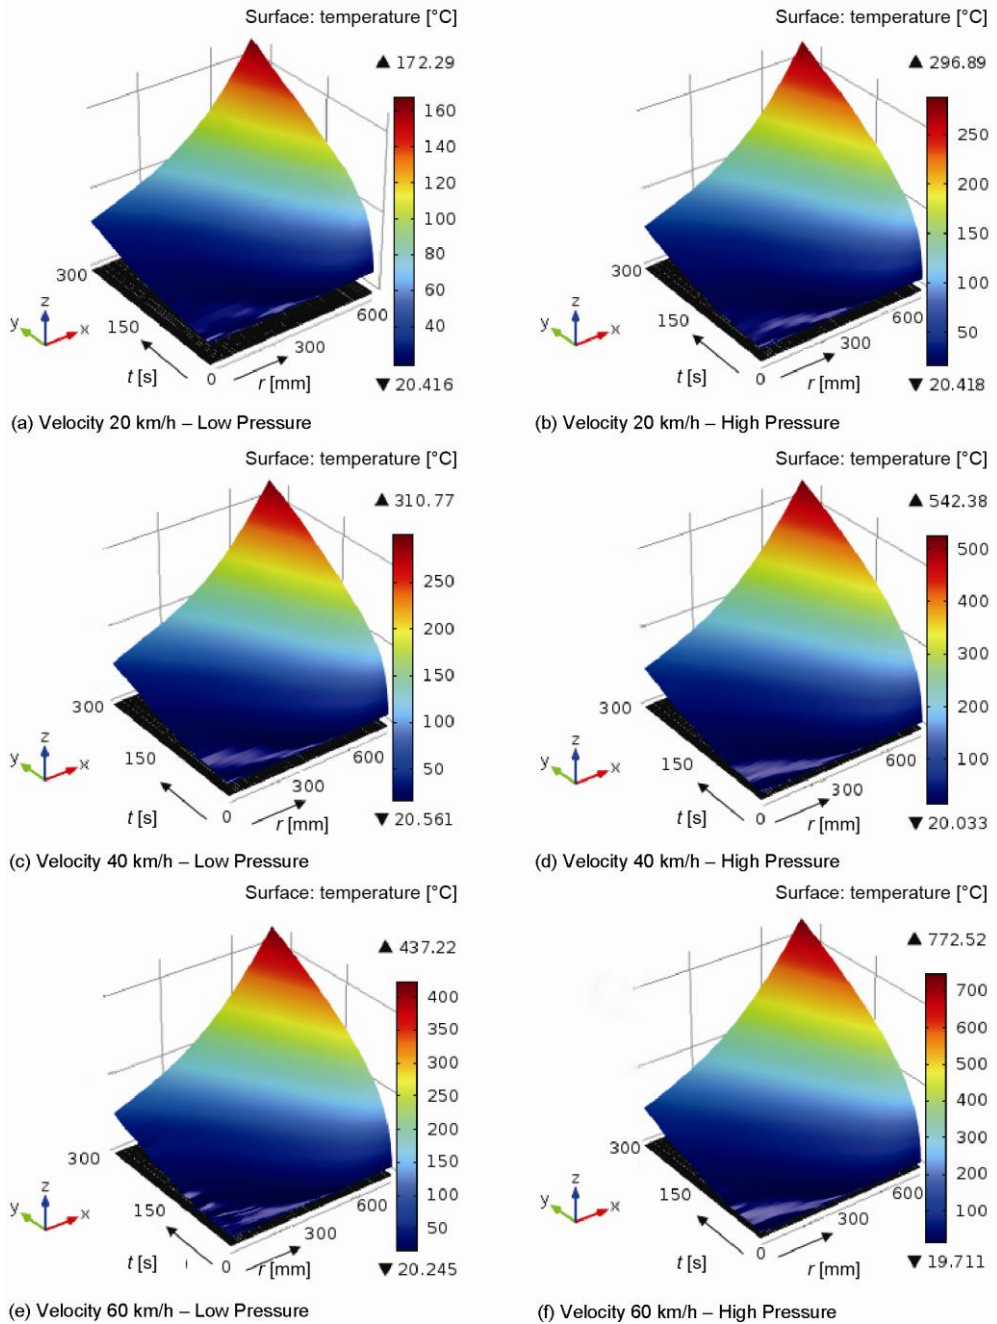 Surface: temperature [°C]
▲ 172.29
160
140
120
100
80
60
40
▼ 20.416
300
150
0
300
600
t [s]
r [mm]
z
y
x
(a) Velocity 20 km/h – Low Pressure
Surface: temperature [°C]
▲ 296.89
250
200
150
100
50
▼ 20.418
300
150
0
300
600
t [s]
r [mm]
z
y
x
(b) Velocity 20 km/h – High Pressure
Surface: temperature [°C]
▲ 310.77
250
200
150
100
50
▼ 20.561
300
150
0
300
600
t [s]
r [mm]
z
y
x
(c) Velocity 40 km/h – Low Pressure
Surface: temperature [°C]
▲ 542.38
500
400
300
200
100
▼ 20.033
300
150
0
300
600
t [s]
r [mm]
z
y
x
(d) Velocity 40 km/h – High Pressure
Surface: temperature [°C]
▲ 437.22
400
350
300
250
200
150
100
50
▼ 20.245
300
150
0
300
600
t [s]
r [mm]
z
y
x
(e) Velocity 60 km/h – Low Pressure
Surface: temperature [°C]
▲ 772.52
700
600
500
400
300
200
100
▼ 19.711
300
150
0
300
600
t [s]
r [mm]
z
y
x
(f) Velocity 60 km/h – High Pressure